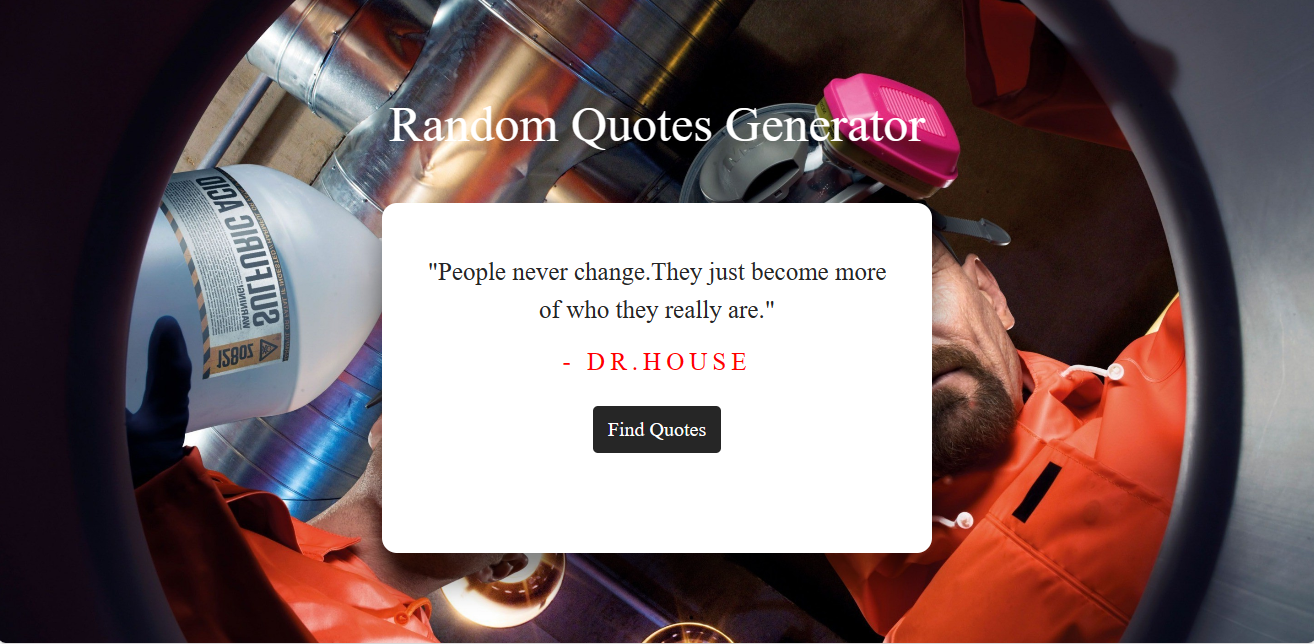 Random Quotes Generator
"People never change.They just become more
of who they really are."
- DR.HOUSE
Find Quotes
SULFURIC ACID
WARNING:
128OZ